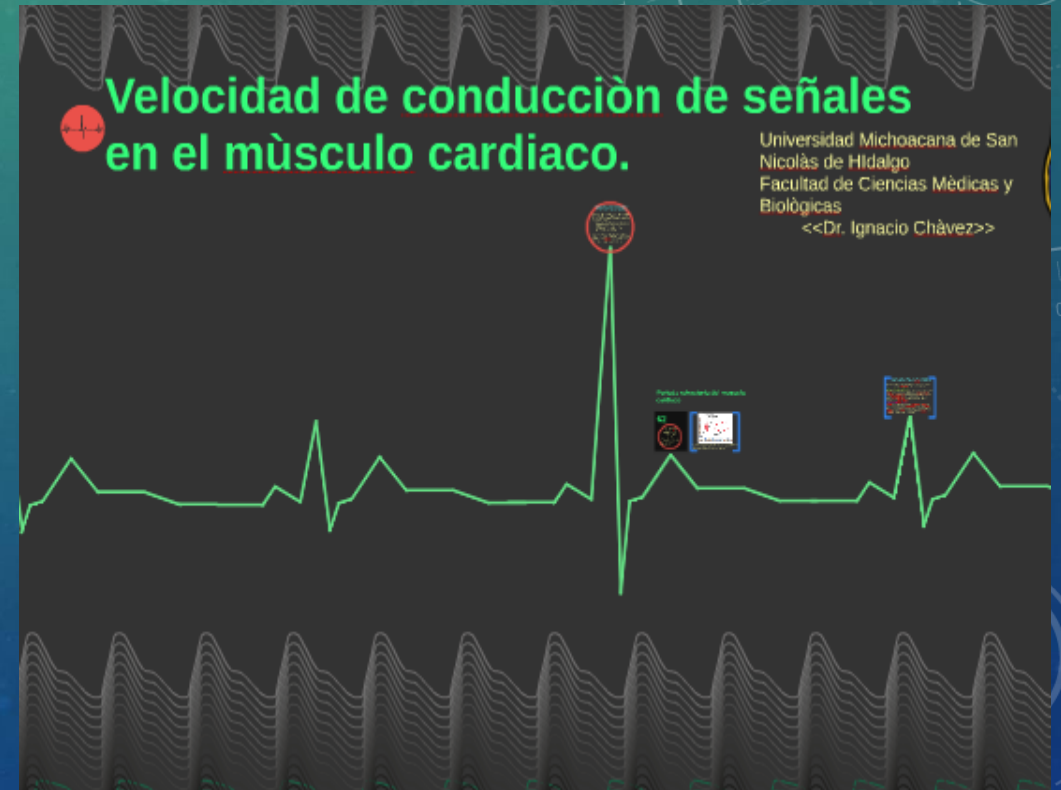 Velocidad de conducciòn de señales
en el mùsculo cardiaco.
Universidad Michoacana de San
Nicolàs de HIdalgo
Facultad de Ciencias Mèdicas y
Biològicas
<<Dr. Ignacio Chàvez>>